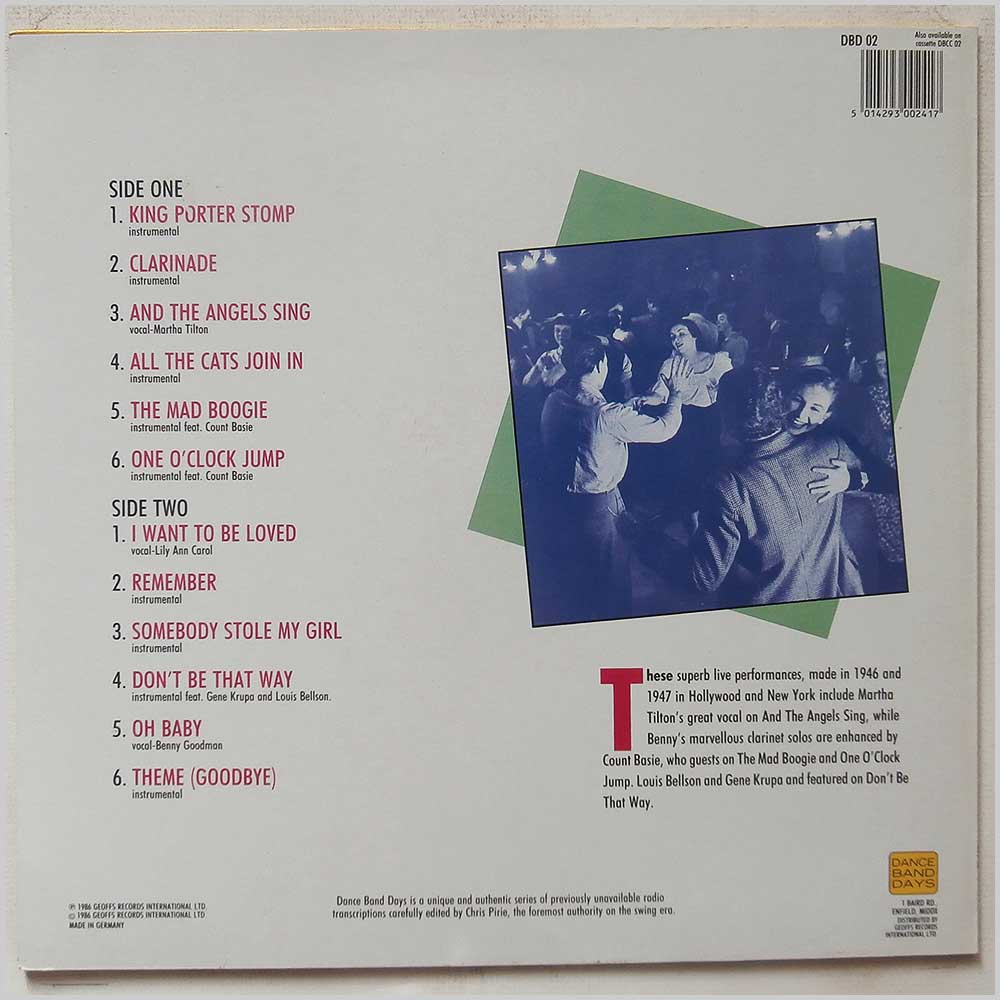 DBD 02
Also available on
cassette DBCC 02
5 014293 002417
SIDE ONE
1. KING PORTER STOMP
instrumental
2. CLARINADE
instrumental
3. AND THE ANGELS SING
vocal-Martha Tilton
4. ALL THE CATS JOIN IN
instrumental
5. THE MAD BOOGIE
instrumental feat. Count Basie
6. ONE O'CLOCK JUMP
instrumental feat. Count Basie
SIDE TWO
1. I WANT TO BE LOVED
vocal-Lily Ann Carol
2. REMEMBER
instrumental
3. SOMEBODY STOLE MY GIRL
instrumental
4. DON'T BE THAT WAY
instrumental feat. Gene Krupa and Louis Bellson.
5. OH BABY
vocal-Benny Goodman
6. THEME (GOODBYE)
instrumental
These superb live performances, made in 1946 and
1947 in Hollywood and New York include Martha
Tilton's great vocal on And The Angels Sing, while
Benny's marvellous clarinet solos are enhanced by
Count Basie, who guests on The Mad Boogie and One O'Clock
Jump. Louis Bellson and Gene Krupa and featured on Don't Be
That Way.
℗ 1986 GEOFFS RECORDS INTERNATIONAL LTD.
© 1986 GEOFFS RECORDS INTERNATIONAL LTD.
MADE IN GERMANY
Dance Band Days is a unique and authentic series of previously unavailable radio
transcriptions carefully edited by Chris Pirie, the foremost authority on the swing era.
DANCE
BAND
DAYS
1 BAIRD RD.,
ENFIELD, MIDDX
DISTRIBUTED BY
GEOFFS RECORDS
INTERNATIONAL LTD.